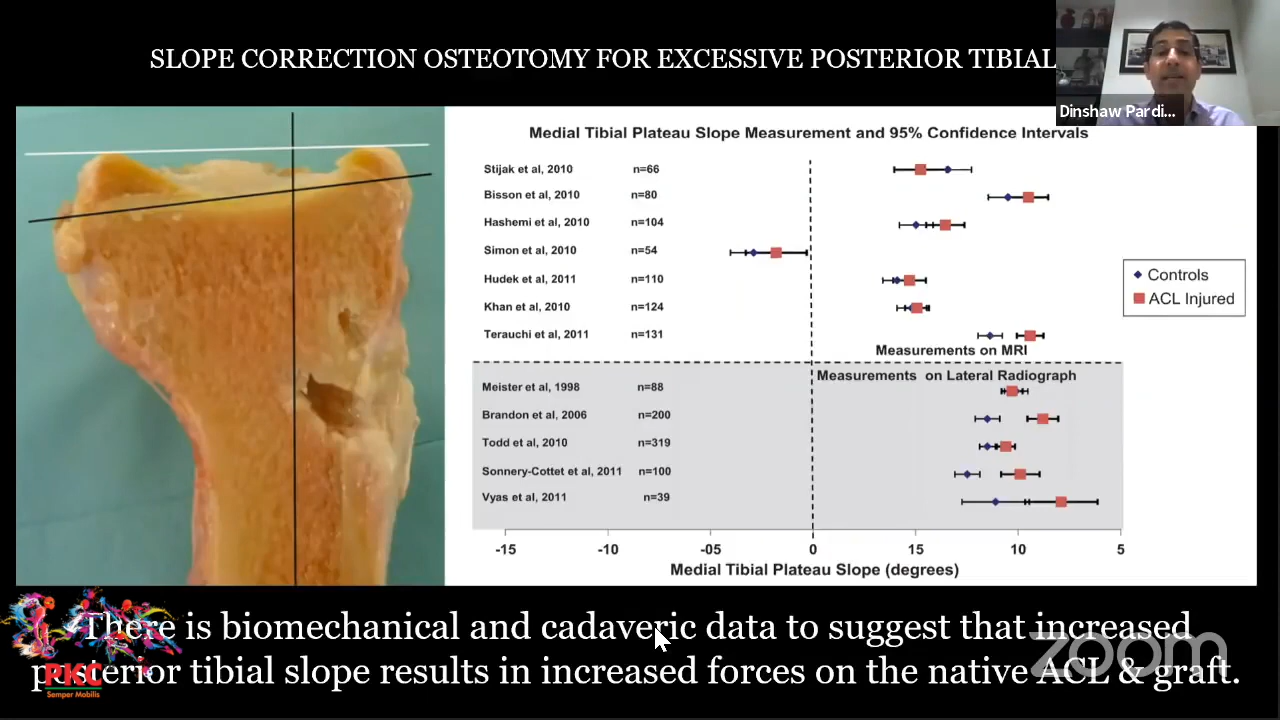 SLOPE CORRECTION OSTEOTOMY FOR EXCESSIVE POSTERIOR TIBIAL
Dinshaw Pardi...
Medial Tibial Plateau Slope Measurement and 95% Confidence Intervals
Stijak et al, 2010 n=66
Bisson et al, 2010 n=80
Hashemi et al, 2010 n=104
Simon et al, 2010 n=54
Hudek et al, 2011 n=110
Khan et al, 2010 n=124
Terauchi et al, 2011 n=131
Controls
ACL Injured
Measurements on MRI
Measurements on Lateral Radiograph
Meister et al, 1998 n=88
Brandon et al, 2006 n=200
Todd et al, 2010 n=319
Sonnery-Cottet et al, 2011 n=100
Vyas et al, 2011 n=39
-15 -10 -05 0 15 10 5
Medial Tibial Plateau Slope (degrees)
There is biomechanical and cadaveric data to suggest that increased
posterior tibial slope results in increased forces on the native ACL & graft.
zoom
PKC
Semper Mobilis